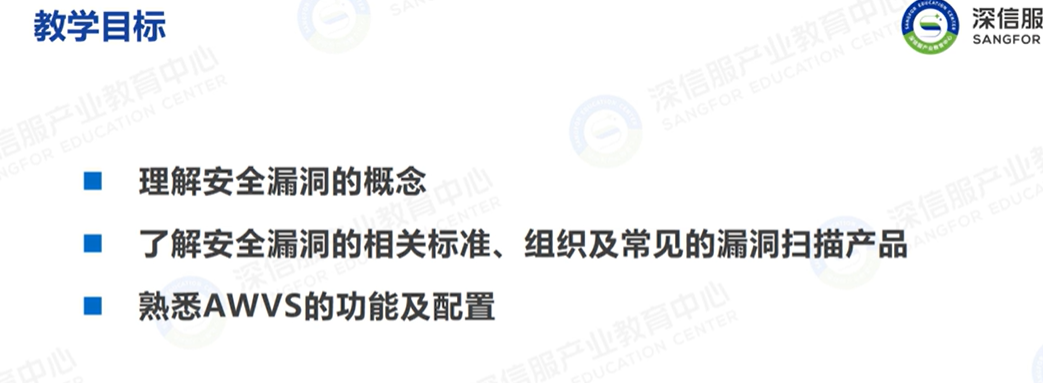 教学目标
深信服
SANGFOR
理解安全漏洞的概念
了解安全漏洞的相关标准、组织及常见的漏洞扫描产品
熟悉AWVS的功能及配置
深信服产业教育中心
SANGFOR EDUCATION CENTER